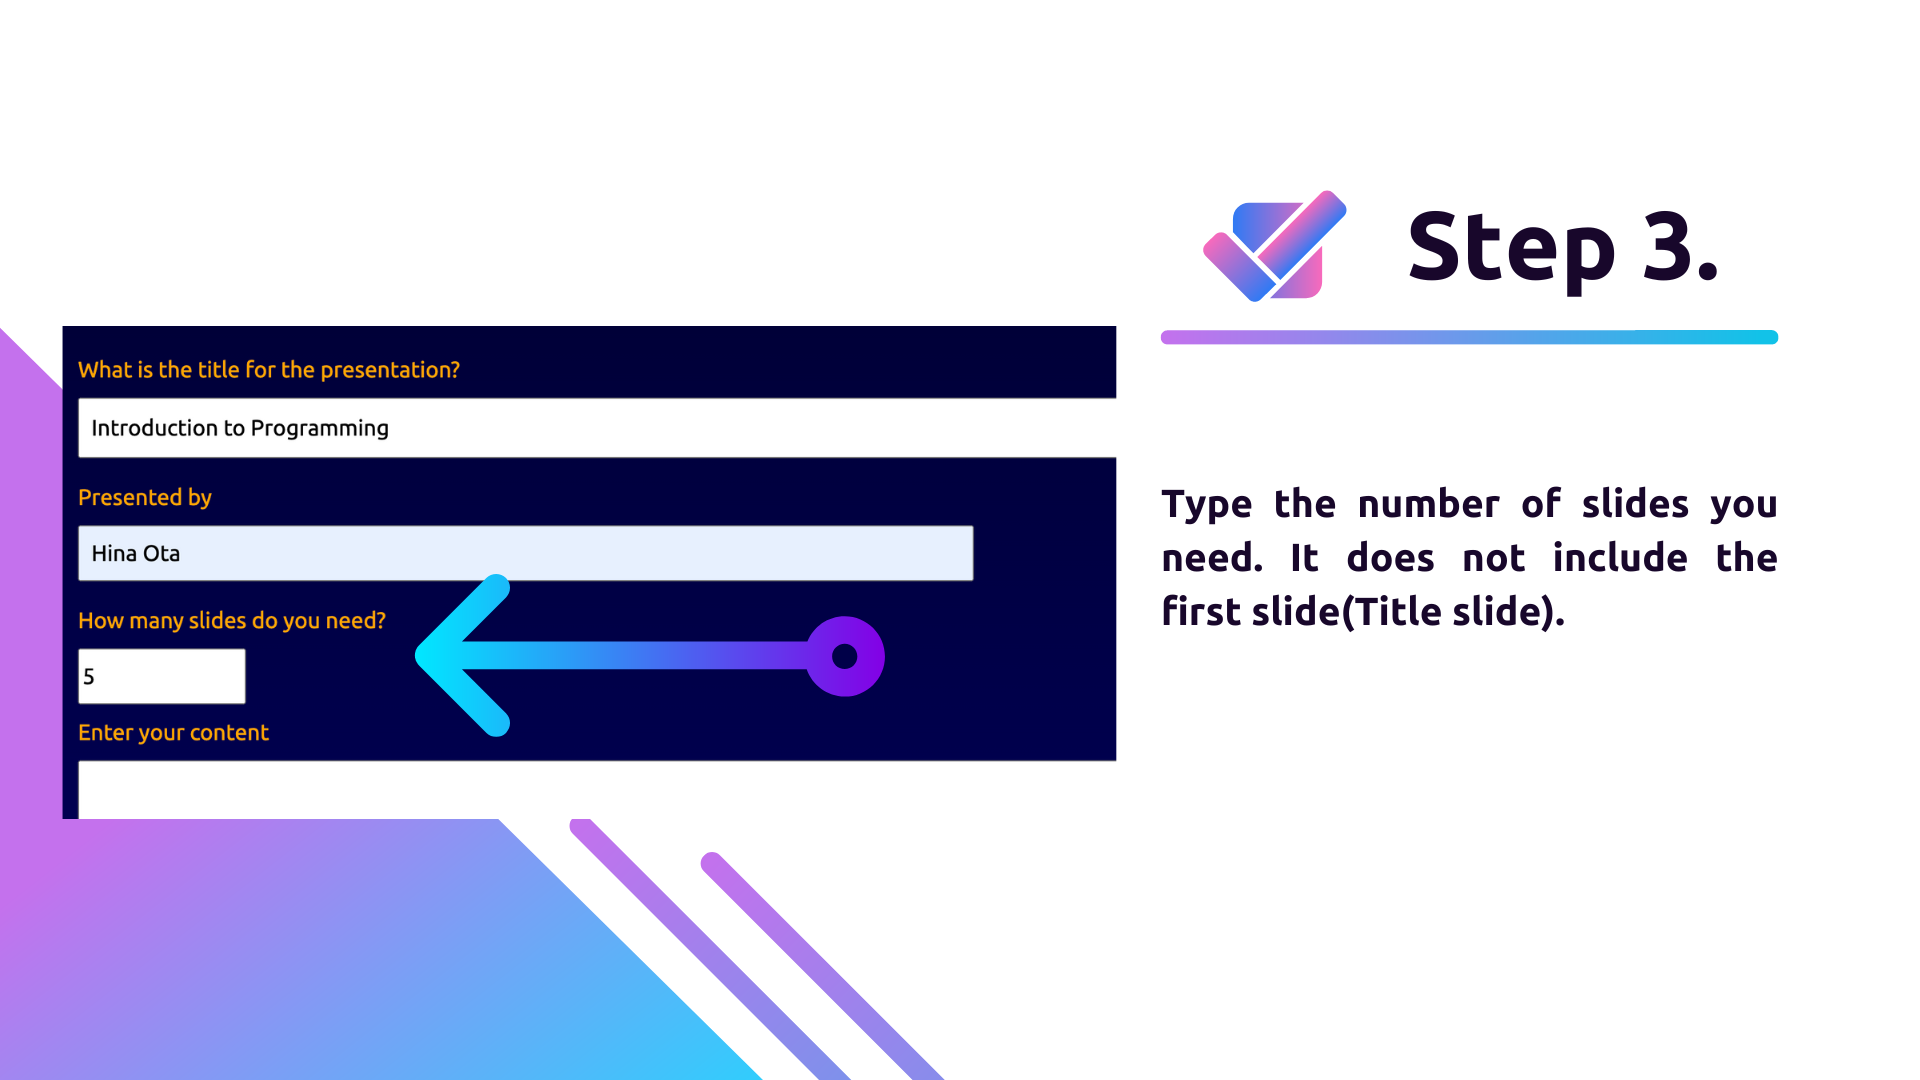 Step 3.
What is the title for the presentation?
Introduction to Programming
Presented by
Hina Ota
How many slides do you need?
5
Enter your content
Type the number of slides you
need. It does not include the
first slide(Title slide).